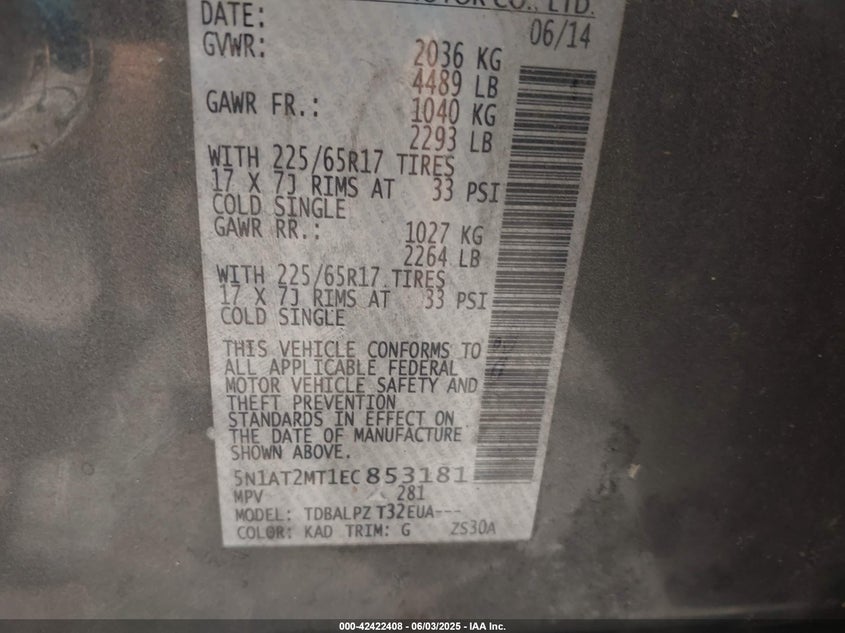 MOTOR CO., LTD.
DATE: 06/14
GVWR: 2036 KG
4489 LB
GAWR FR.: 1040 KG
2293 LB
WITH 225/65R17 TIRES
17 X 7J RIMS AT 33 PSI
COLD SINGLE
GAWR RR.: 1027 KG
2264 LB
WITH 225/65R17 TIRES
17 X 7J RIMS AT 33 PSI
COLD SINGLE
THIS VEHICLE CONFORMS TO
ALL APPLICABLE FEDERAL
MOTOR VEHICLE SAFETY AND
THEFT PREVENTION
STANDARDS IN EFFECT ON
THE DATE OF MANUFACTURE
SHOWN ABOVE.
5N1AT2MT1EC853181
MPV 281
MODEL: TDBALPZ T32EUA---
COLOR: KAD TRIM: G ZS30A
000-42422408 - 06/03/2025 - IAA Inc.